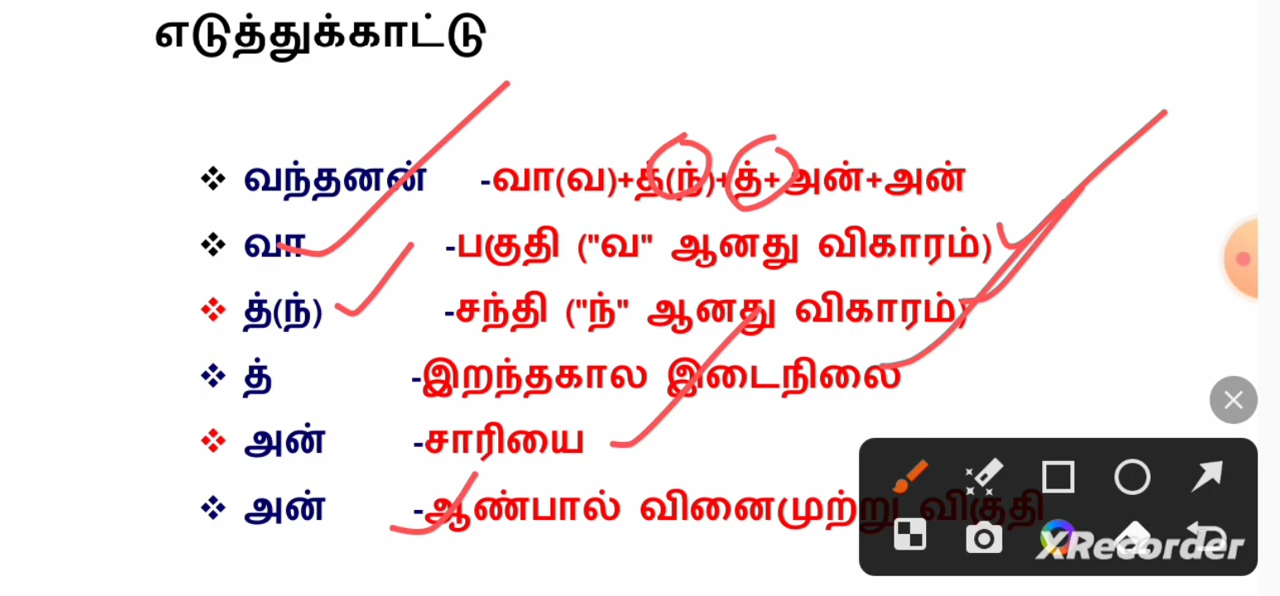 எடுத்துக்காட்டு
❖ வந்தனன் -வா(வ)+த்(ந்)+த்+அன்+அன்
❖ வா -பகுதி ("வ" ஆனது விகாரம்)
❖ த்(ந்) -சந்தி ("ந்" ஆனது விகாரம்)
❖ த் -இறந்தகால இடைநிலை
❖ அன் -சாரியை
❖ அன் -ஆண்பால் வினைமுற்று விகுதி
XRecorder